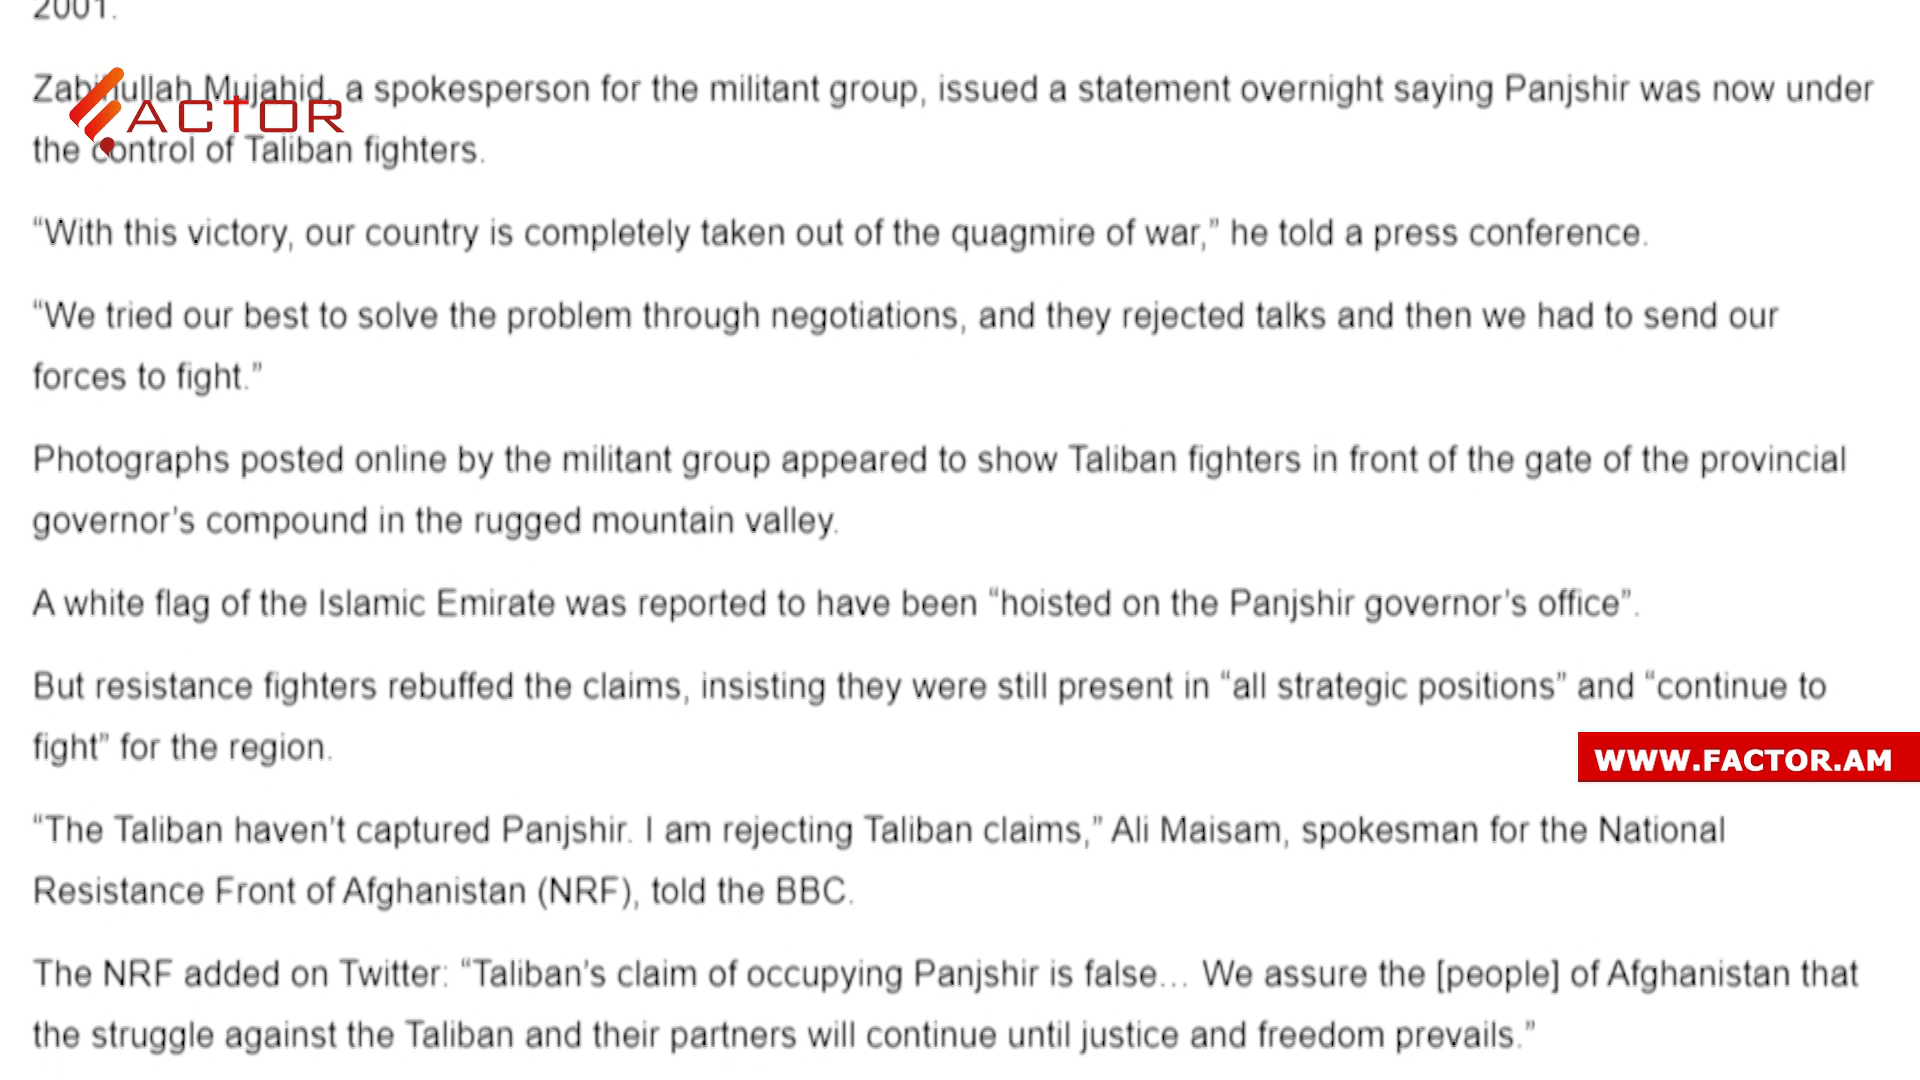 2001.
Zabihullah Mujahid, a spokesperson for the militant group, issued a statement overnight saying Panjshir was now under
the control of Taliban fighters.
ACTOR
“With this victory, our country is completely taken out of the quagmire of war,” he told a press conference.
“We tried our best to solve the problem through negotiations, and they rejected talks and then we had to send our
forces to fight.”
Photographs posted online by the militant group appeared to show Taliban fighters in front of the gate of the provincial
governor’s compound in the rugged mountain valley.
A white flag of the Islamic Emirate was reported to have been “hoisted on the Panjshir governor’s office”.
But resistance fighters rebuffed the claims, insisting they were still present in “all strategic positions” and “continue to
fight” for the region.
WWW.FACTOR.AM
“The Taliban haven’t captured Panjshir. I am rejecting Taliban claims,” Ali Maisam, spokesman for the National
Resistance Front of Afghanistan (NRF), told the BBC.
The NRF added on Twitter: “Taliban’s claim of occupying Panjshir is false… We assure the [people] of Afghanistan that
the struggle against the Taliban and their partners will continue until justice and freedom prevails.”